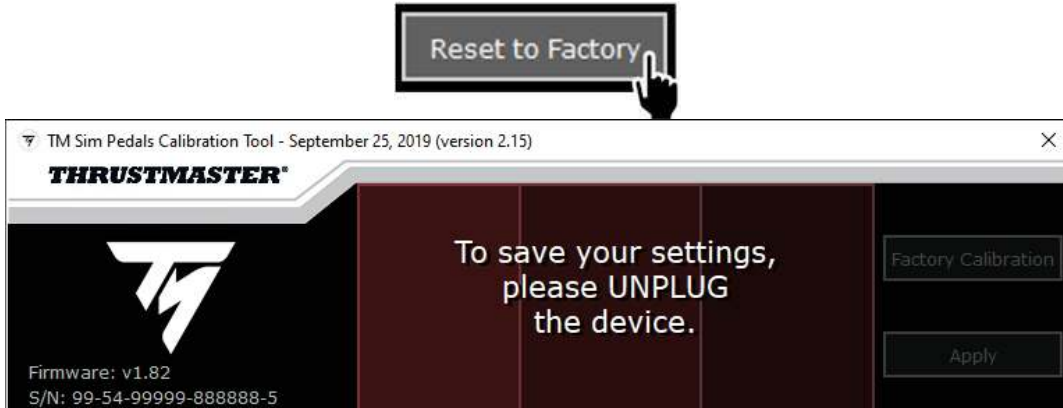 Reset to Factory
TM Sim Pedals Calibration Tool - September 25, 2019 (version 2.15)
THRUSTMASTER®
To save your settings,
please UNPLUG
the device.
Factory Calibration
Apply
Firmware: v1.82
S/N: 99-54-99999-888888-5